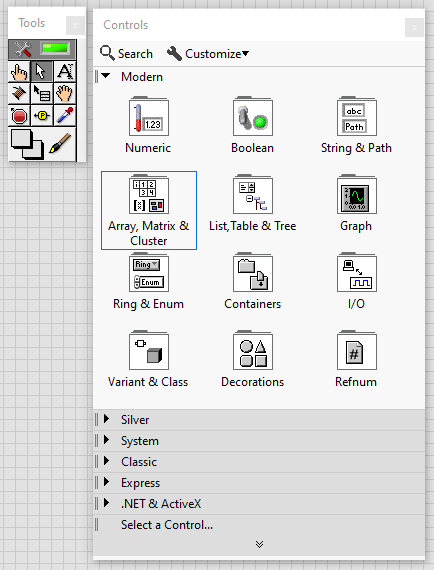 Tools
Controls
Search
Customize
Modern
1.23
Numeric
Boolean
abc
Path
String & Path
Array, Matrix &
Cluster
List,Table & Tree
Graph
Ring
Enum
Ring & Enum
Containers
I/O
Variant & Class
Decorations
#
Refnum
Silver
System
Classic
Express
.NET & ActiveX
Select a Control...